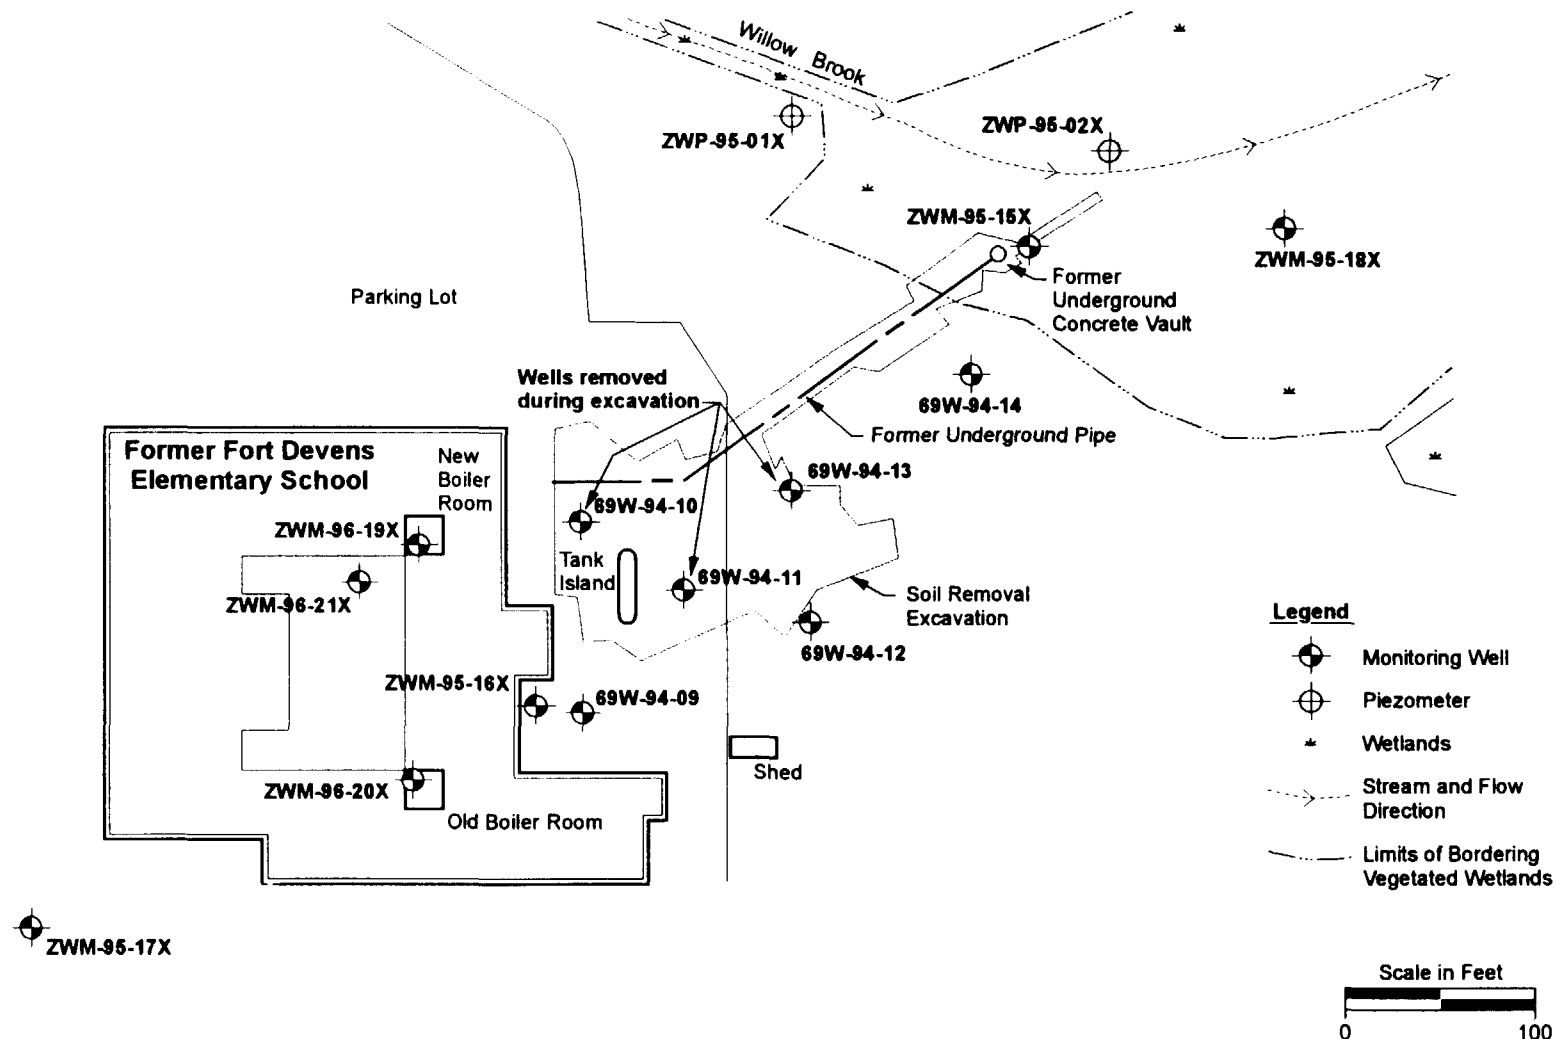 Willow Brook
ZWP-95-01X
ZWP-95-02X
ZWM-95-15X
ZWM-95-18X
Former
Underground
Concrete Vault
Parking Lot
Wells removed
during excavation
69W-94-14
Former Underground Pipe
Former Fort Devens
Elementary School
New
Boiler
Room
69W-94-13
69W-94-10
ZWM-96-19X
Tank
Island
69W-94-11
ZWM-96-21X
Soil Removal
Excavation
69W-94-12
ZWM-95-16X
69W-94-09
Shed
ZWM-96-20X
Old Boiler Room
ZWM-95-17X
Legend
Monitoring Well
Piezometer
Wetlands
Stream and Flow
Direction
Limits of Bordering
Vegetated Wetlands
Scale in Feet
0 100